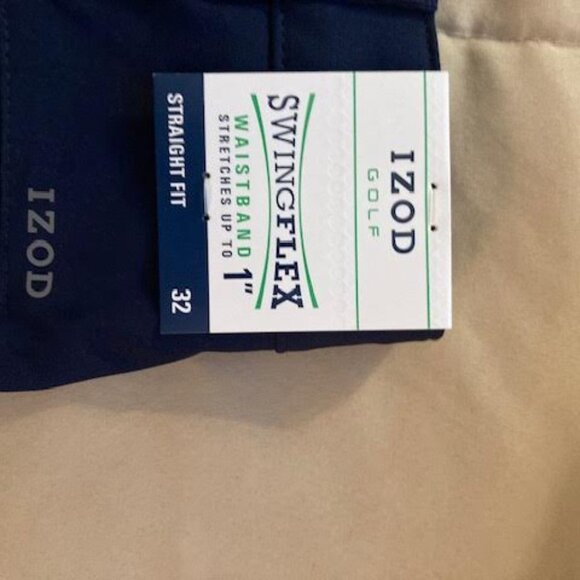 IZOD
GOLF
SWINGFLEX
WAISTBAND
STRETCHES UP TO 1"
STRAIGHT FIT 32
IZOD